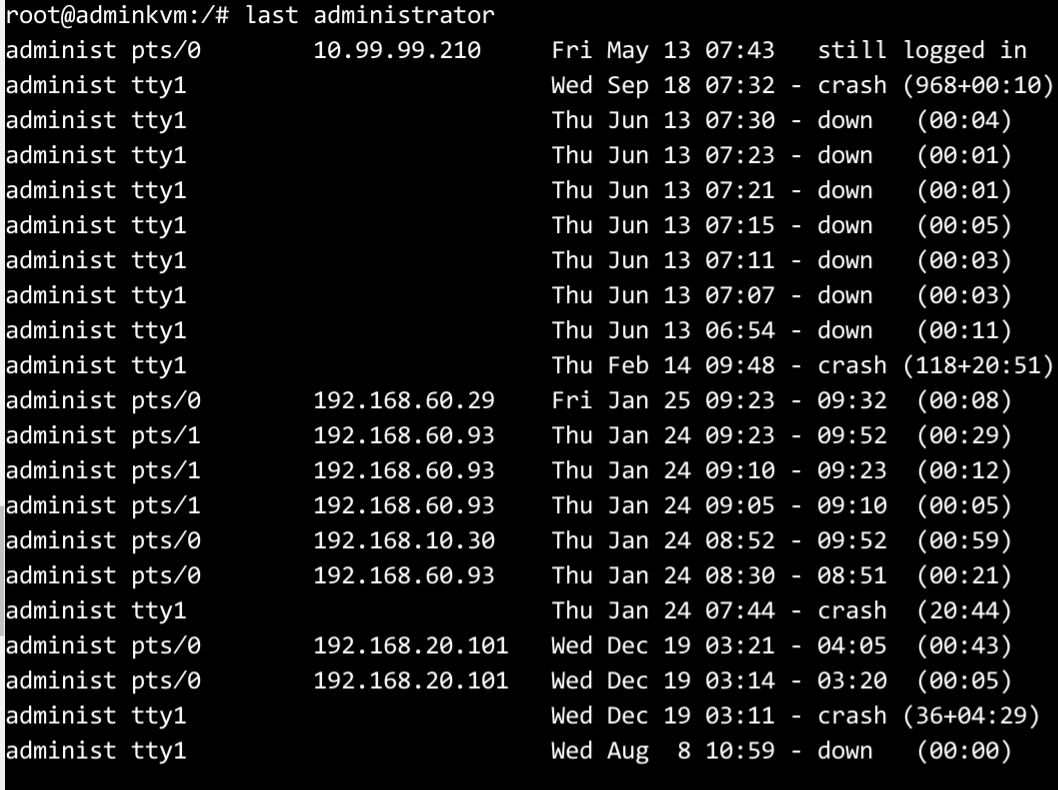 root@adminkvm:/# last administrator
administ pts/0        10.99.99.210     Fri May 13 07:43   still logged in
administ tty1                          Wed Sep 18 07:32 - crash (968+00:10)
administ tty1                          Thu Jun 13 07:30 - down   (00:04)
administ tty1                          Thu Jun 13 07:23 - down   (00:01)
administ tty1                          Thu Jun 13 07:21 - down   (00:01)
administ tty1                          Thu Jun 13 07:15 - down   (00:05)
administ tty1                          Thu Jun 13 07:11 - down   (00:03)
administ tty1                          Thu Jun 13 07:07 - down   (00:03)
administ tty1                          Thu Jun 13 06:54 - down   (00:11)
administ tty1                          Thu Feb 14 09:48 - crash (118+20:51)
administ pts/0        192.168.60.29    Fri Jan 25 09:23 - 09:32  (00:08)
administ pts/1        192.168.60.93    Thu Jan 24 09:23 - 09:52  (00:29)
administ pts/1        192.168.60.93    Thu Jan 24 09:10 - 09:23  (00:12)
administ pts/1        192.168.60.93    Thu Jan 24 09:05 - 09:10  (00:05)
administ pts/0        192.168.10.30    Thu Jan 24 08:52 - 09:52  (00:59)
administ pts/0        192.168.60.93    Thu Jan 24 08:30 - 08:51  (00:21)
administ tty1                          Thu Jan 24 07:44 - crash  (20:44)
administ pts/0        192.168.20.101   Wed Dec 19 03:21 - 04:05  (00:43)
administ pts/0        192.168.20.101   Wed Dec 19 03:14 - 03:20  (00:05)
administ tty1                          Wed Dec 19 03:11 - crash (36+04:29)
administ tty1                          Wed Aug  8 10:59 - down   (00:00)